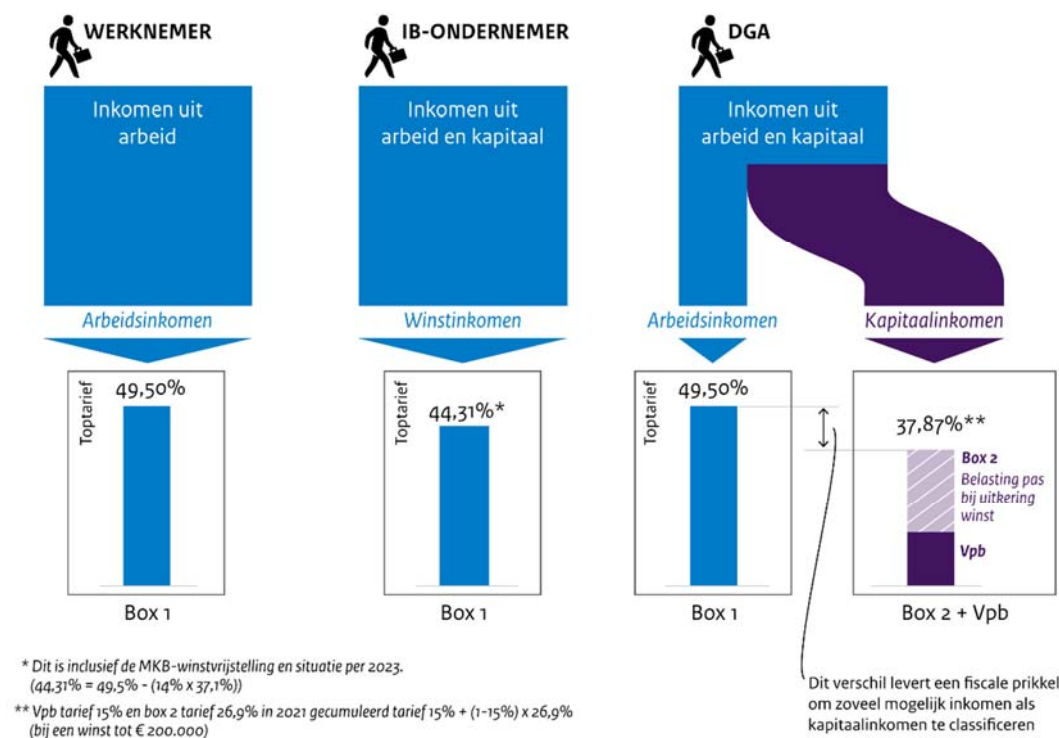 WERKNEMER
Inkomen uit
arbeid
Arbeidsinkomen
Toptarief
49,50%
Box 1
IB-ONDERNEMER
Inkomen uit
arbeid en kapitaal
Winstinkomen
Toptarief
44,31%*
Box 1
DGA
Inkomen uit
arbeid en kapitaal
Arbeidsinkomen
Kapitaalinkomen
Toptarief
49,50%
Box 1
37,87%**
Box 2
Belasting pas
bij uitkering
winst
Vpb
Box 2 + Vpb
* Dit is inclusief de MKB-winstvrijstelling en situatie per 2023.
(44,31% = 49,5% - (14% x 37,1%))
** Vpb tarief 15% en box 2 tarief 26,9% in 2021 gecumuleerd tarief 15% + (1-15%) x 26,9%
(bij een winst tot € 200.000)
Dit verschil levert een fiscale prikkel
om zoveel mogelijk inkomen als
kapitaalinkomen te classificeren